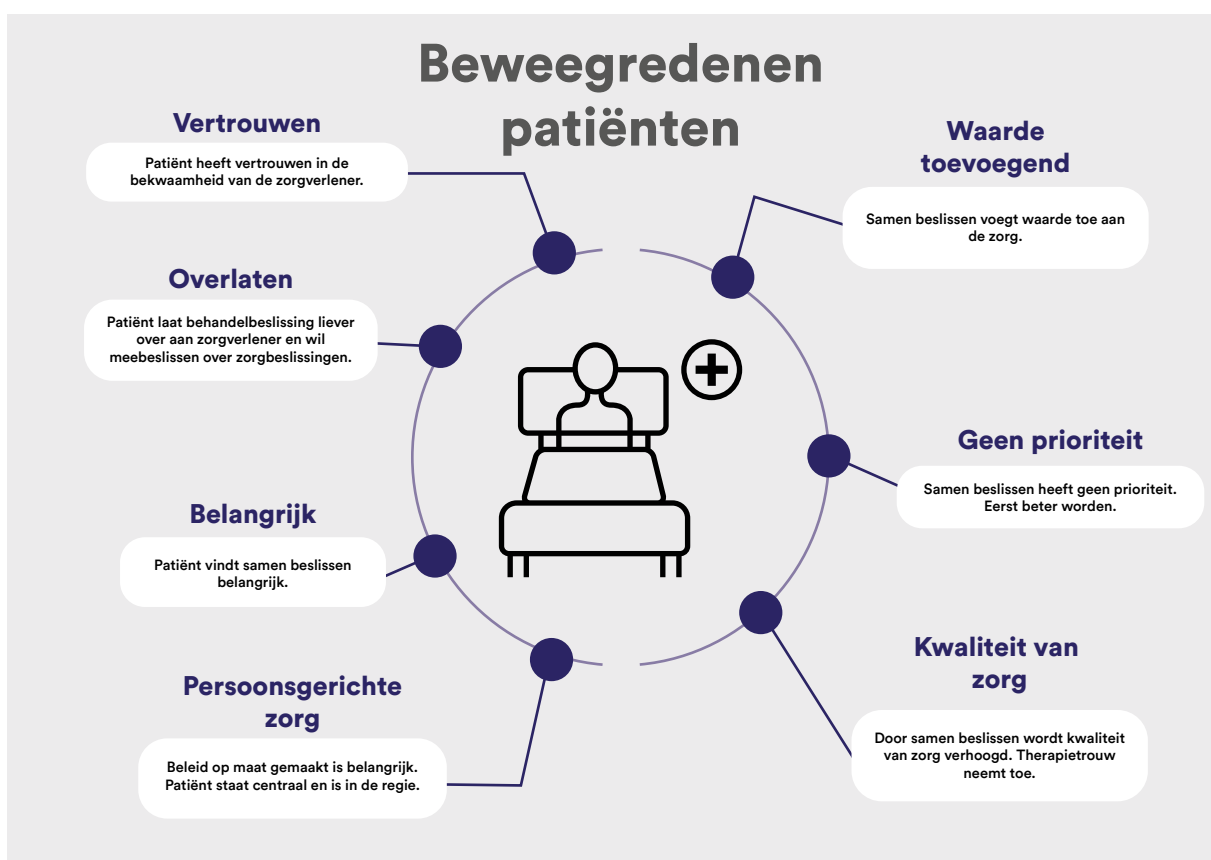 Beweegredenen
patiënten
Vertrouwen
Patiënt heeft vertrouwen in de
bekwaamheid van de zorgverlener.
Overlaten
Patiënt laat behandelbeslissing liever
over aan zorgverlener en wil
meebeslissen over zorgbeslissingen.
Belangrijk
Patiënt vindt samen beslissen
belangrijk.
Persoonsgerichte
zorg
Beleid op maat gemaakt is belangrijk.
Patiënt staat centraal en is in de regie.
Waarde
toevoegend
Samen beslissen voegt waarde toe aan
de zorg.
Geen prioriteit
Samen beslissen heeft geen prioriteit.
Eerst beter worden.
Kwaliteit van
zorg
Door samen beslissen wordt kwaliteit
van zorg verhoogd. Therapietrouw
neemt toe.